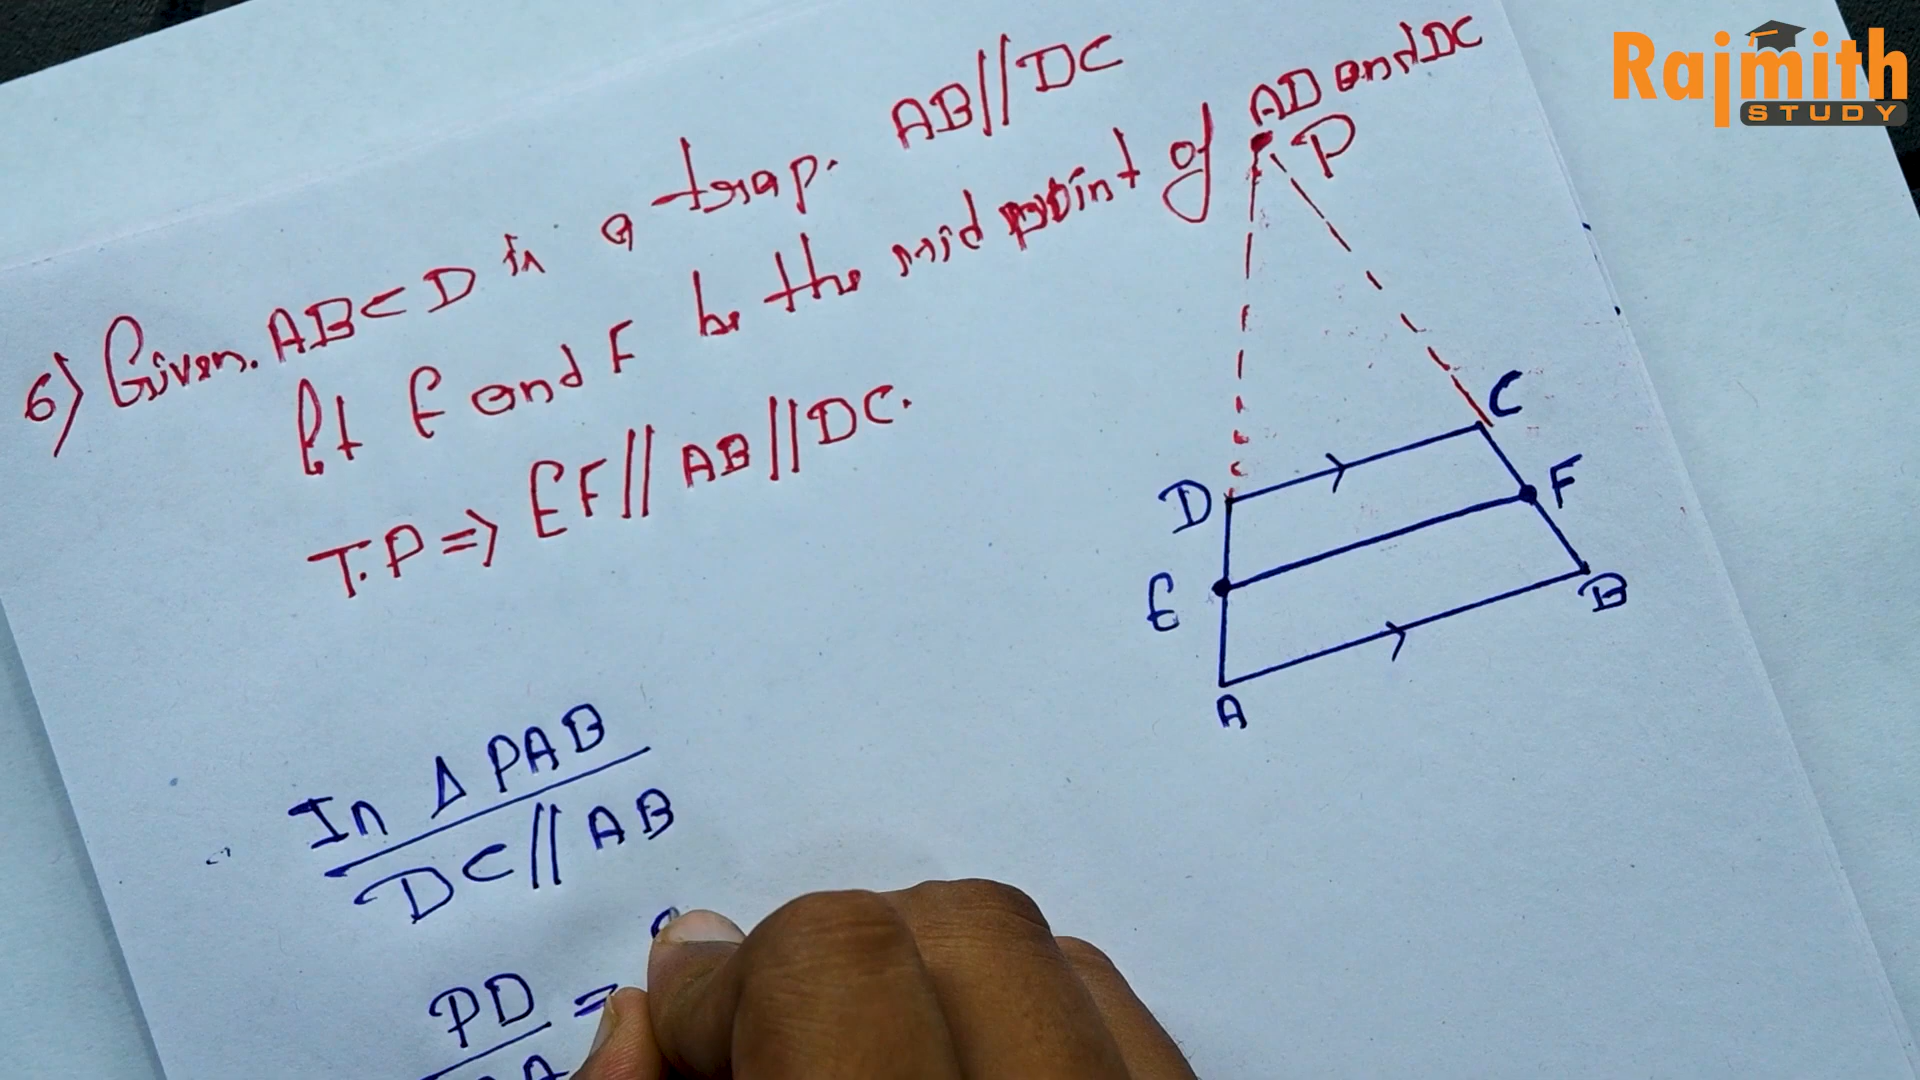 Rajmith
STUDY
6) Given. ABCD is a trap. AB//DC
let E and F be the mid point of AD and DC
T.P => EF//AB//DC.
P
C
D
F
E
B
A
In Δ PAB
DC//AB
PD =
A